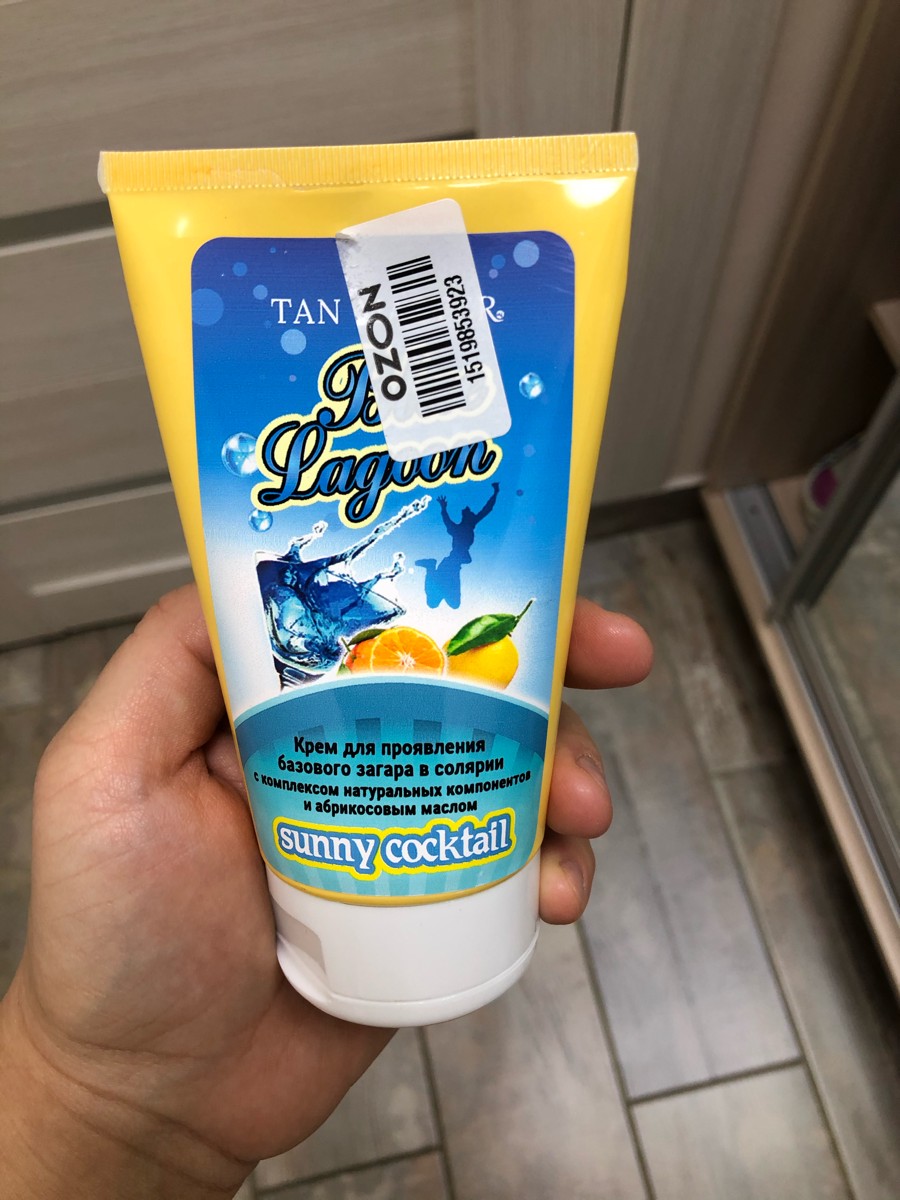 TAN
OZON
1519853923
Lagoon
Крем для проявления
базового загара в солярии
с комплексом натуральных компонентов
и абрикосовым маслом
sunny cocktail